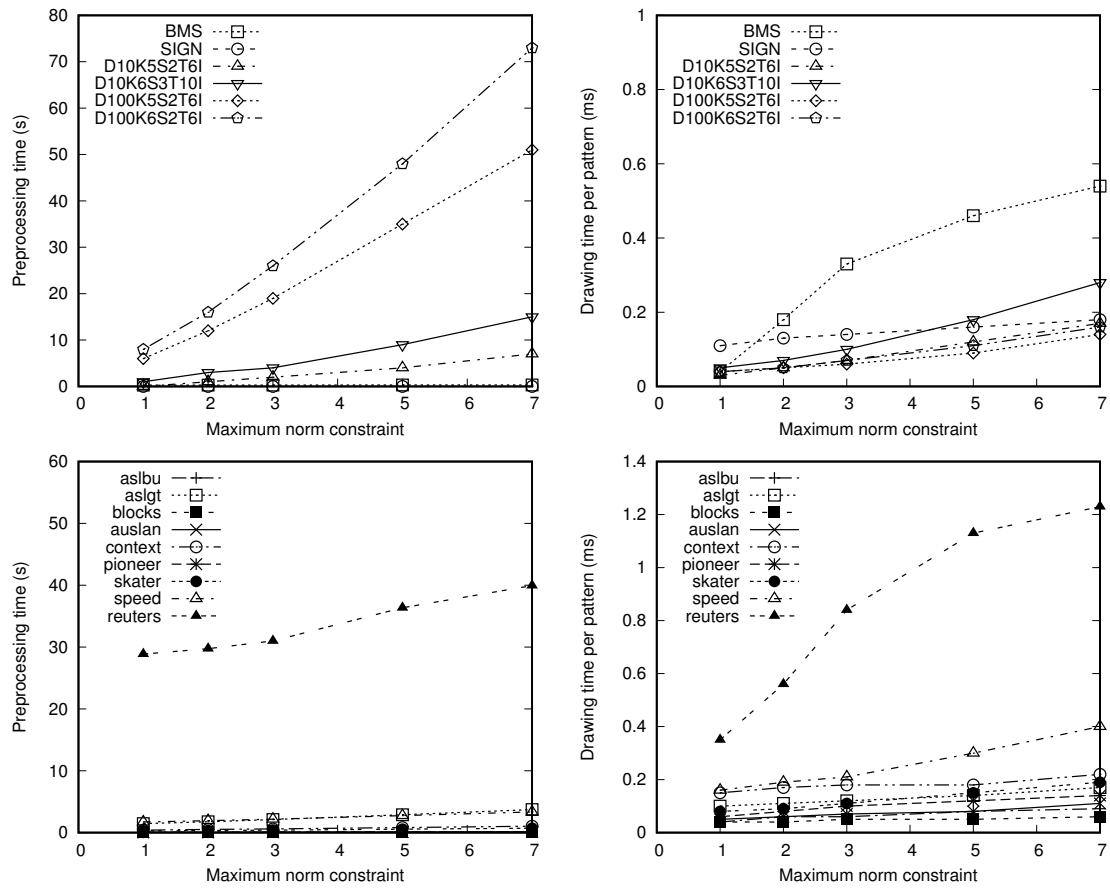 80
70
60
50
40
30
20
10
0
0 1 2 3 4 5 6 7
Preprocessing time (s)
Maximum norm constraint
BMS
SIGN
D10K5S2T6I
D10K6S3T10I
D100K5S2T6I
D100K6S2T6I
1
0.8
0.6
0.4
0.2
0
0 1 2 3 4 5 6 7
Drawing time per pattern (ms)
Maximum norm constraint
BMS
SIGN
D10K5S2T6I
D10K6S3T10I
D100K5S2T6I
D100K6S2T6I
60
50
40
30
20
10
0
0 1 2 3 4 5 6 7
Preprocessing time (s)
Maximum norm constraint
aslbu
aslgt
blocks
auslan
context
pioneer
skater
speed
reuters
1.4
1.2
1
0.8
0.6
0.4
0.2
0
0 1 2 3 4 5 6 7
Drawing time per pattern (ms)
Maximum norm constraint
aslbu
aslgt
blocks
auslan
context
pioneer
skater
speed
reuters